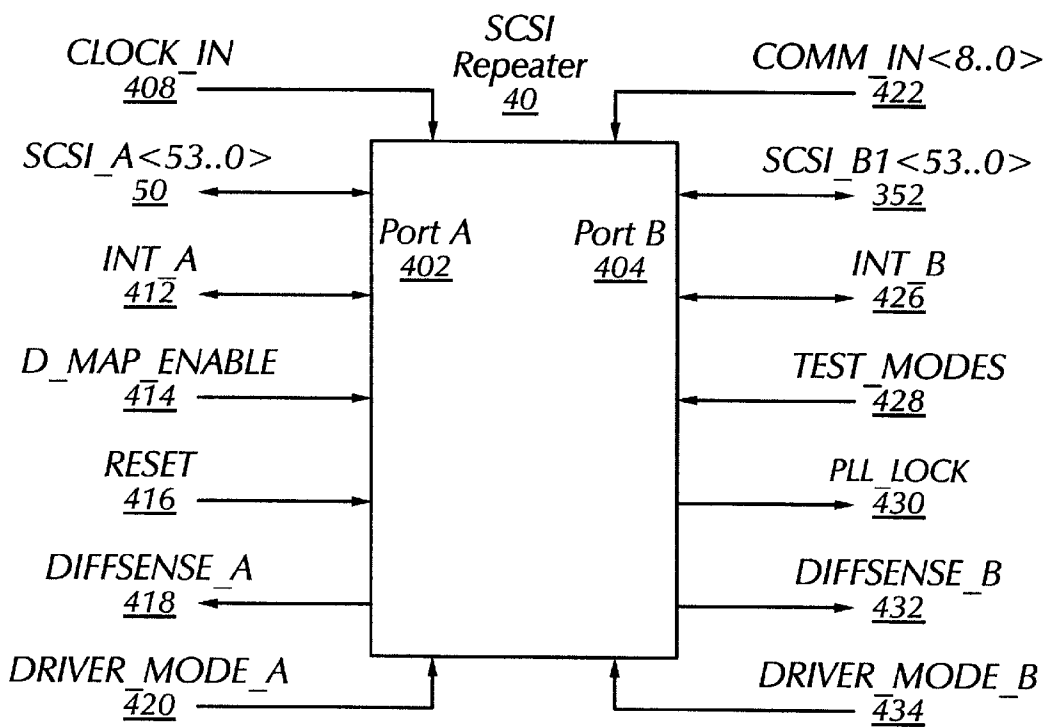 SCSI
Repeater
40
CLOCK_IN
408
COMM_IN<8..0>
422
SCSI_A<53..0>
50
SCSI_B1<53..0>
352
Port A
402
Port B
404
INT_A
412
INT_B
426
D_MAP_ENABLE
414
TEST_MODES
428
RESET
416
PLL_LOCK
430
DIFFSENSE_A
418
DIFFSENSE_B
432
DRIVER_MODE_A
420
DRIVER_MODE_B
434